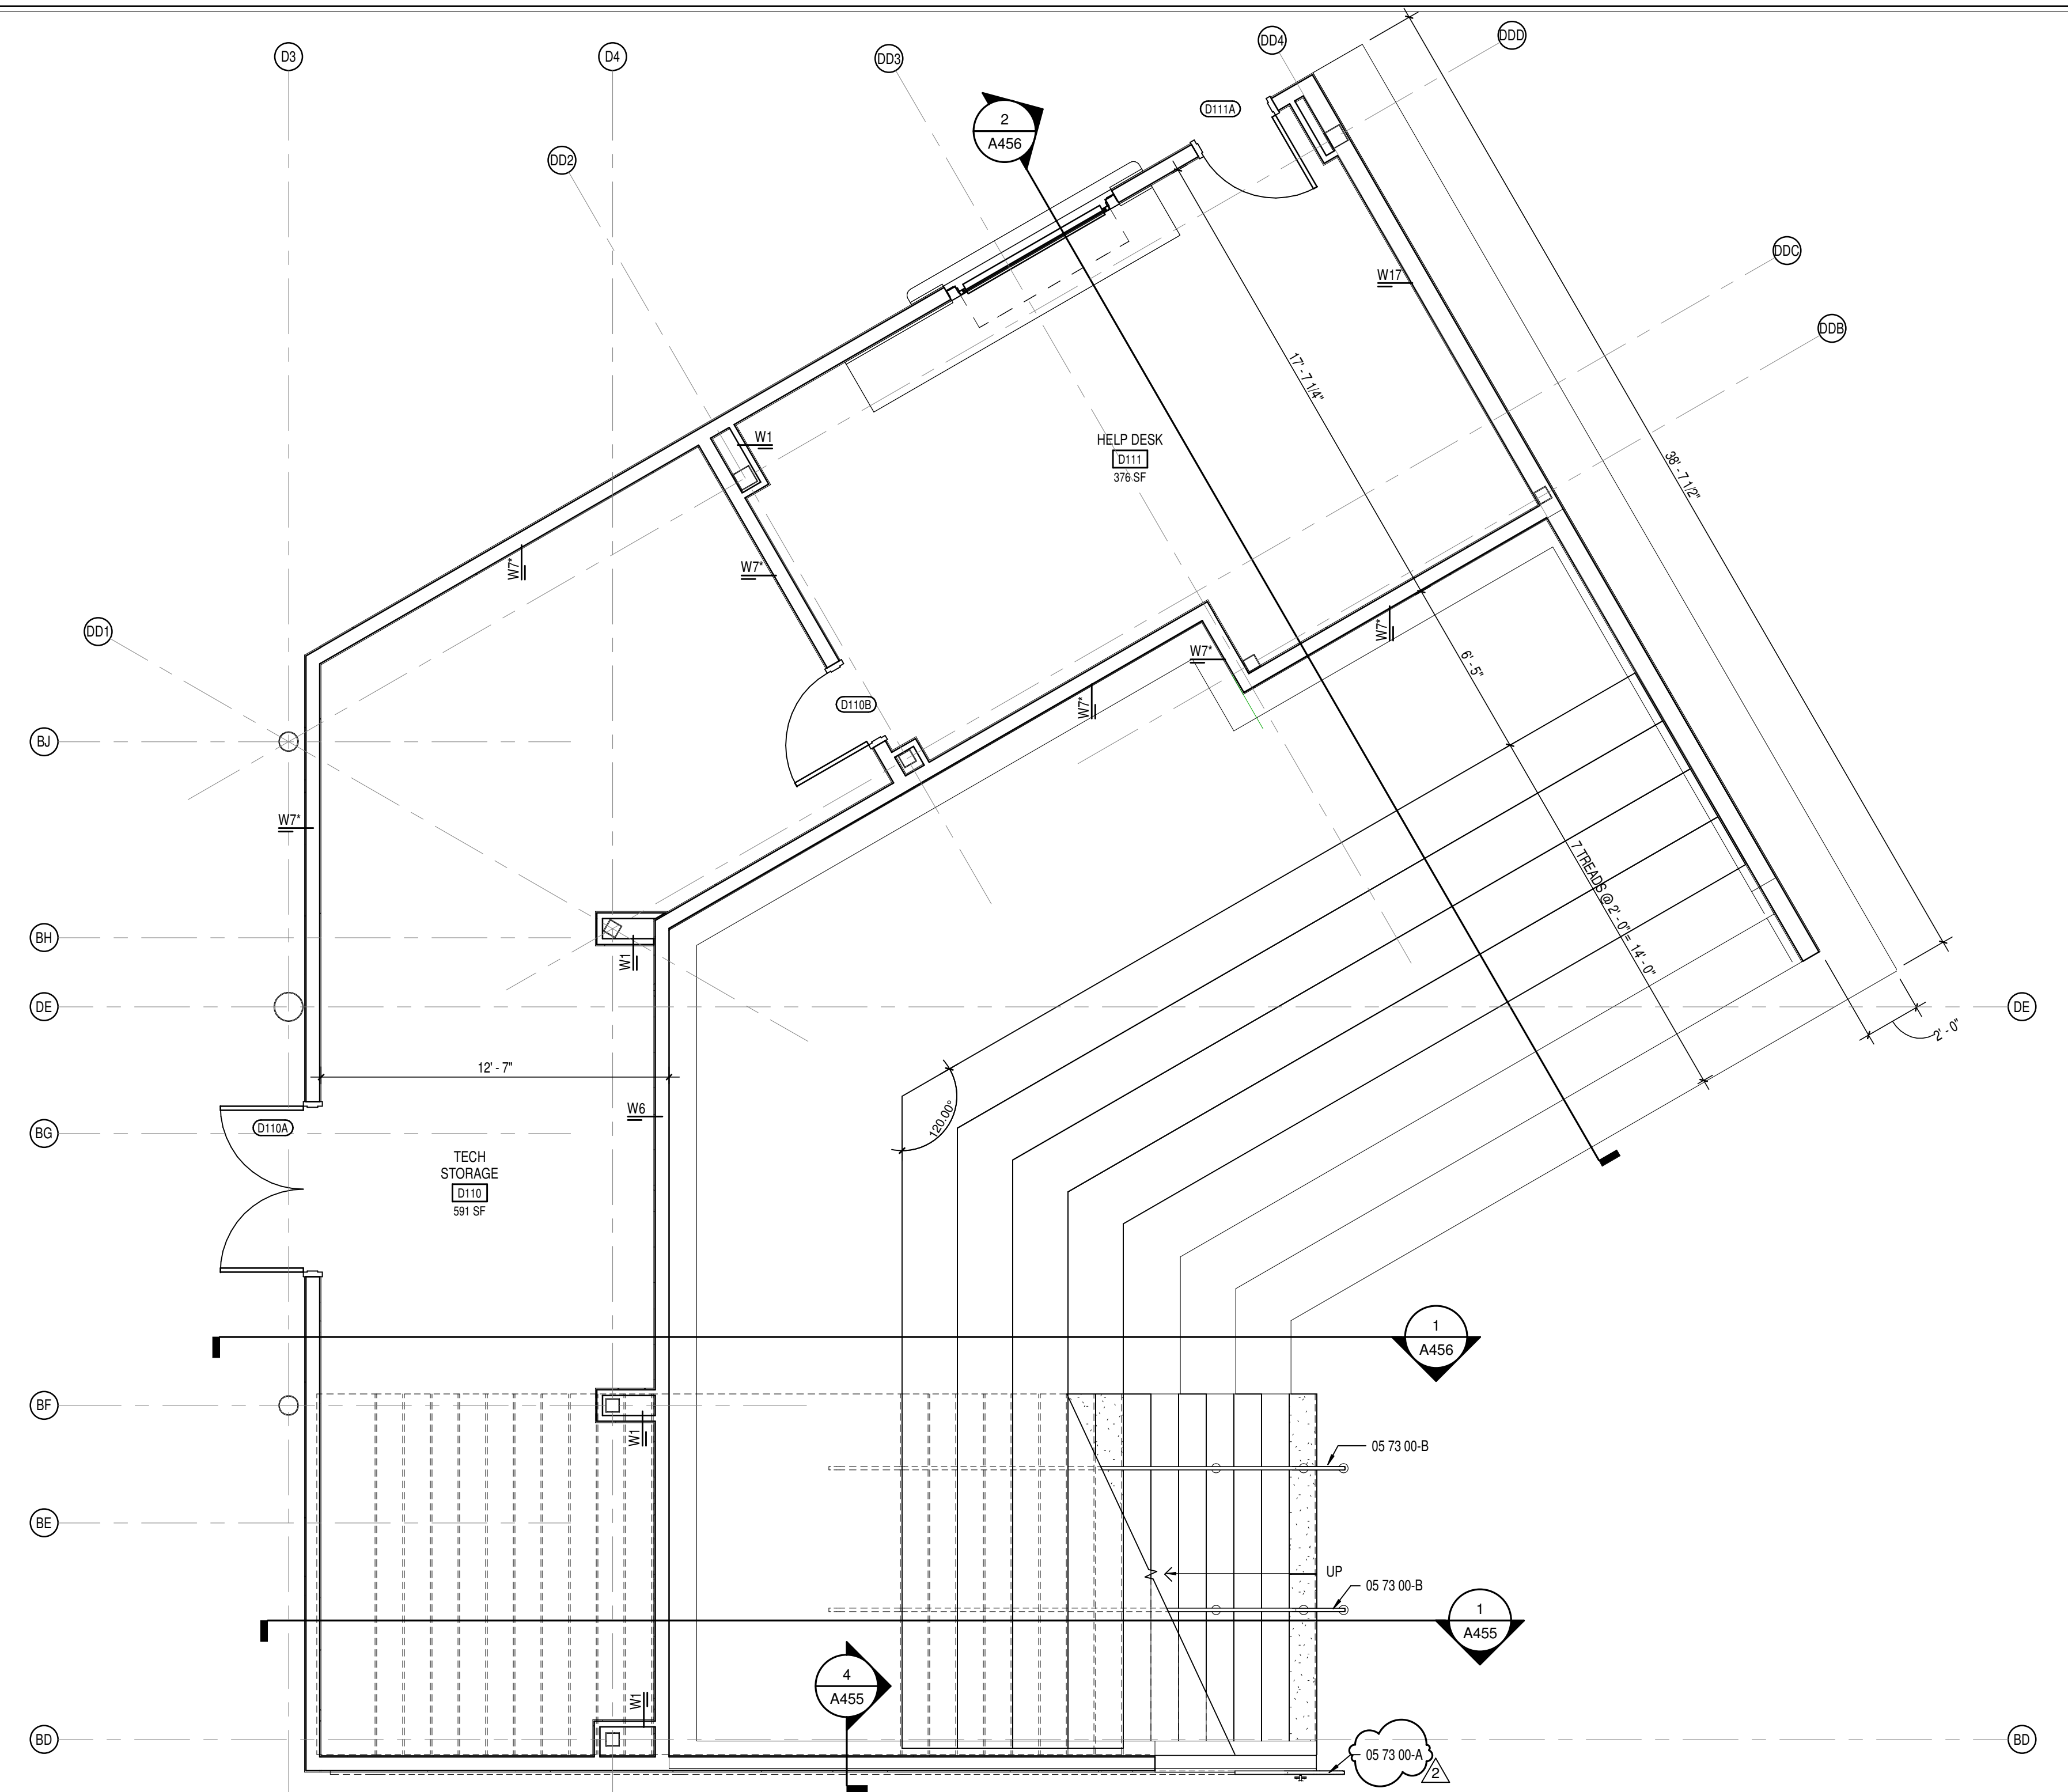 D3
D4
DD3
DD4
DDD
2
A456
D111A
DD2
DDC
W17
DDB
17' - 7 1/4"
W1
HELP DESK
D111
376 SF
38' - 7 1/2"
W7*
W7*
DD1
W7*
W7*
6' - 5"
D110B
W7*
BJ
W7*
7 TREADS @ 2' - 0" = 14' - 0"
BH
W1
DE
DE
2' - 0"
12' - 7"
W6
120.00°
D110A
BG
TECH
STORAGE
D110
591 SF
1
A456
BF
W1
05 73 00-B
BE
UP
05 73 00-B
1
A455
4
A455
W1
BD
BD
05 73 00-A
2